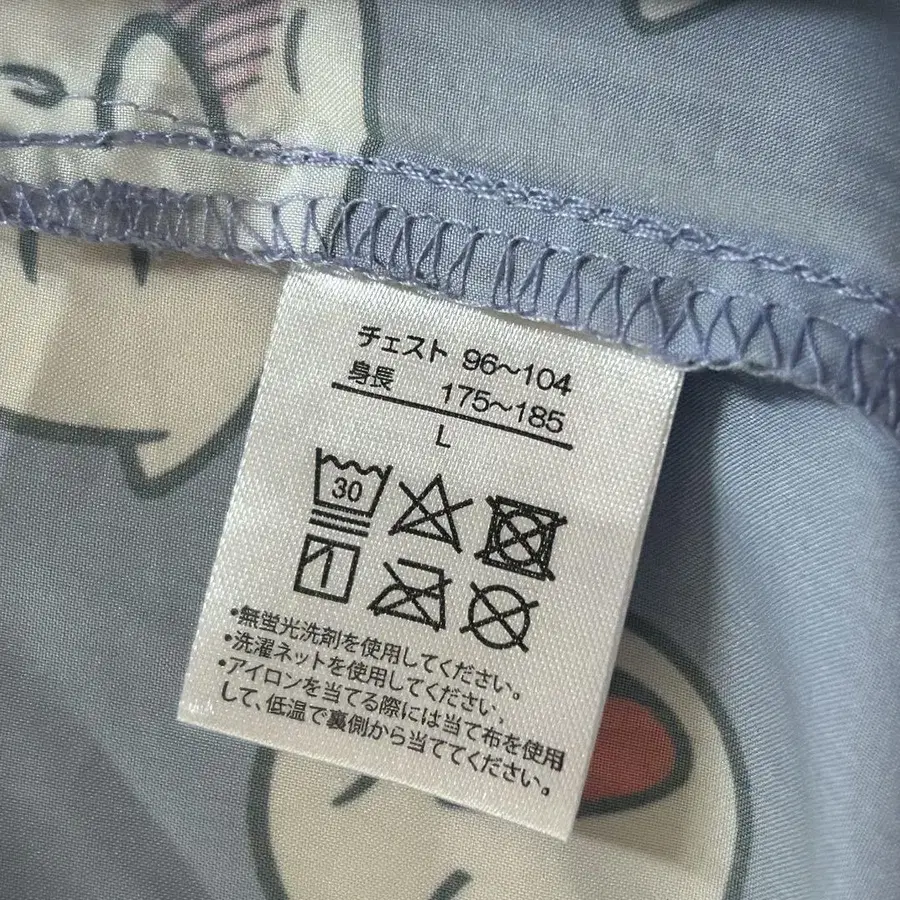 チェスト 96~104
身長 175~185
L
30
•無蛍光洗剤を使用してください。
•洗濯ネットを使用してください。
•アイロンを当てる際には当て布を使用
して、低温で裏側から当ててください。